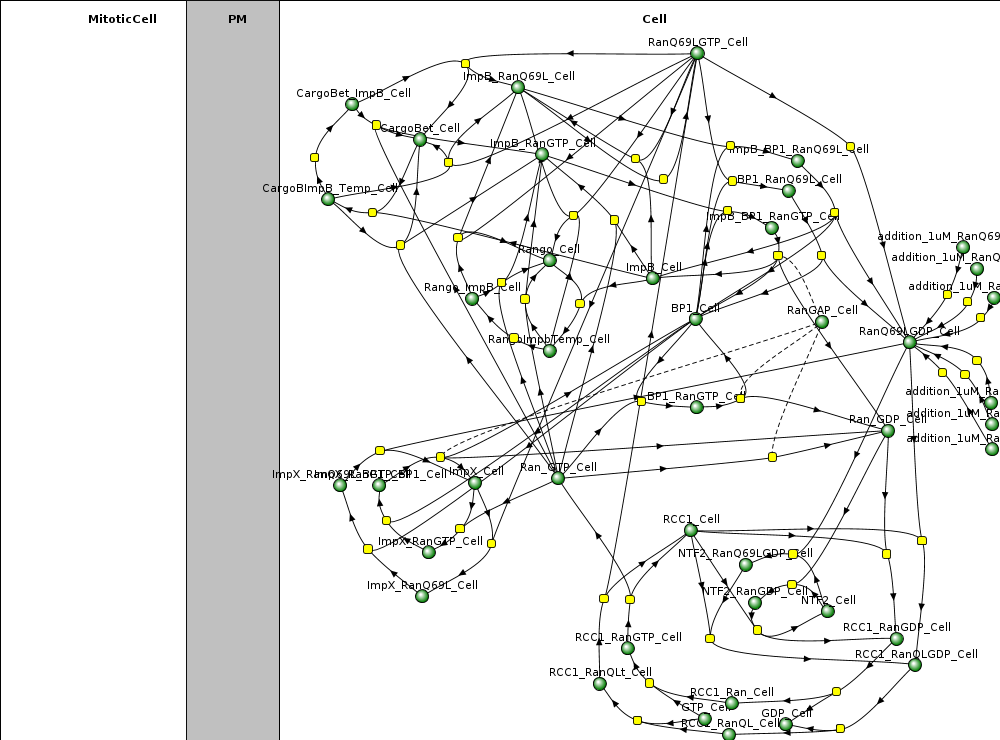 MitoticCell
PM
Cell
RanQ69LGTP_Cell
ImpB_RanQ69L_Cell
CargoBet_ImpB_Cell
CargoBet_Cell
ImpB_RanGTP_Cell
ImpB_BP1_RanQ69L_Cell
BP1_RanQ69L_Cell
CargoBImpB_Temp_Cell
ImpB_BP1_RanGTP_Cell
addition_1uM_RanQ69
Rango_Cell
addition_1uM_RanQ
ImpB_Cell
Rango_ImpB_Cell
addition_1uM_Ra
BP1_Cell
RanGAP_Cell
RanQ69LGDP_Cell
RangoImpbTemp_Cell
addition_1uM_Ra
BP1_RanGTP_Cell
addition_1uM_Ra
Ran_GDP_Cell
addition_1uM_Ra
ImpX_Cell
Ran_GTP_Cell
RCC1_Cell
ImpX_RanGTP_Cell
NTF2_RanQ69LGDP_Cell
ImpX_RanQ69L_Cell
NTF2_RanGDP_Cell
NTF2_Cell
RCC1_RanGDP_Cell
RCC1_RanGTP_Cell
RCC1_RanQLGDP_Cell
RCC1_RanQLt_Cell
RCC1_Ran_Cell
GTP_Cell
GDP_Cell
RCC1_RanQL_Cell